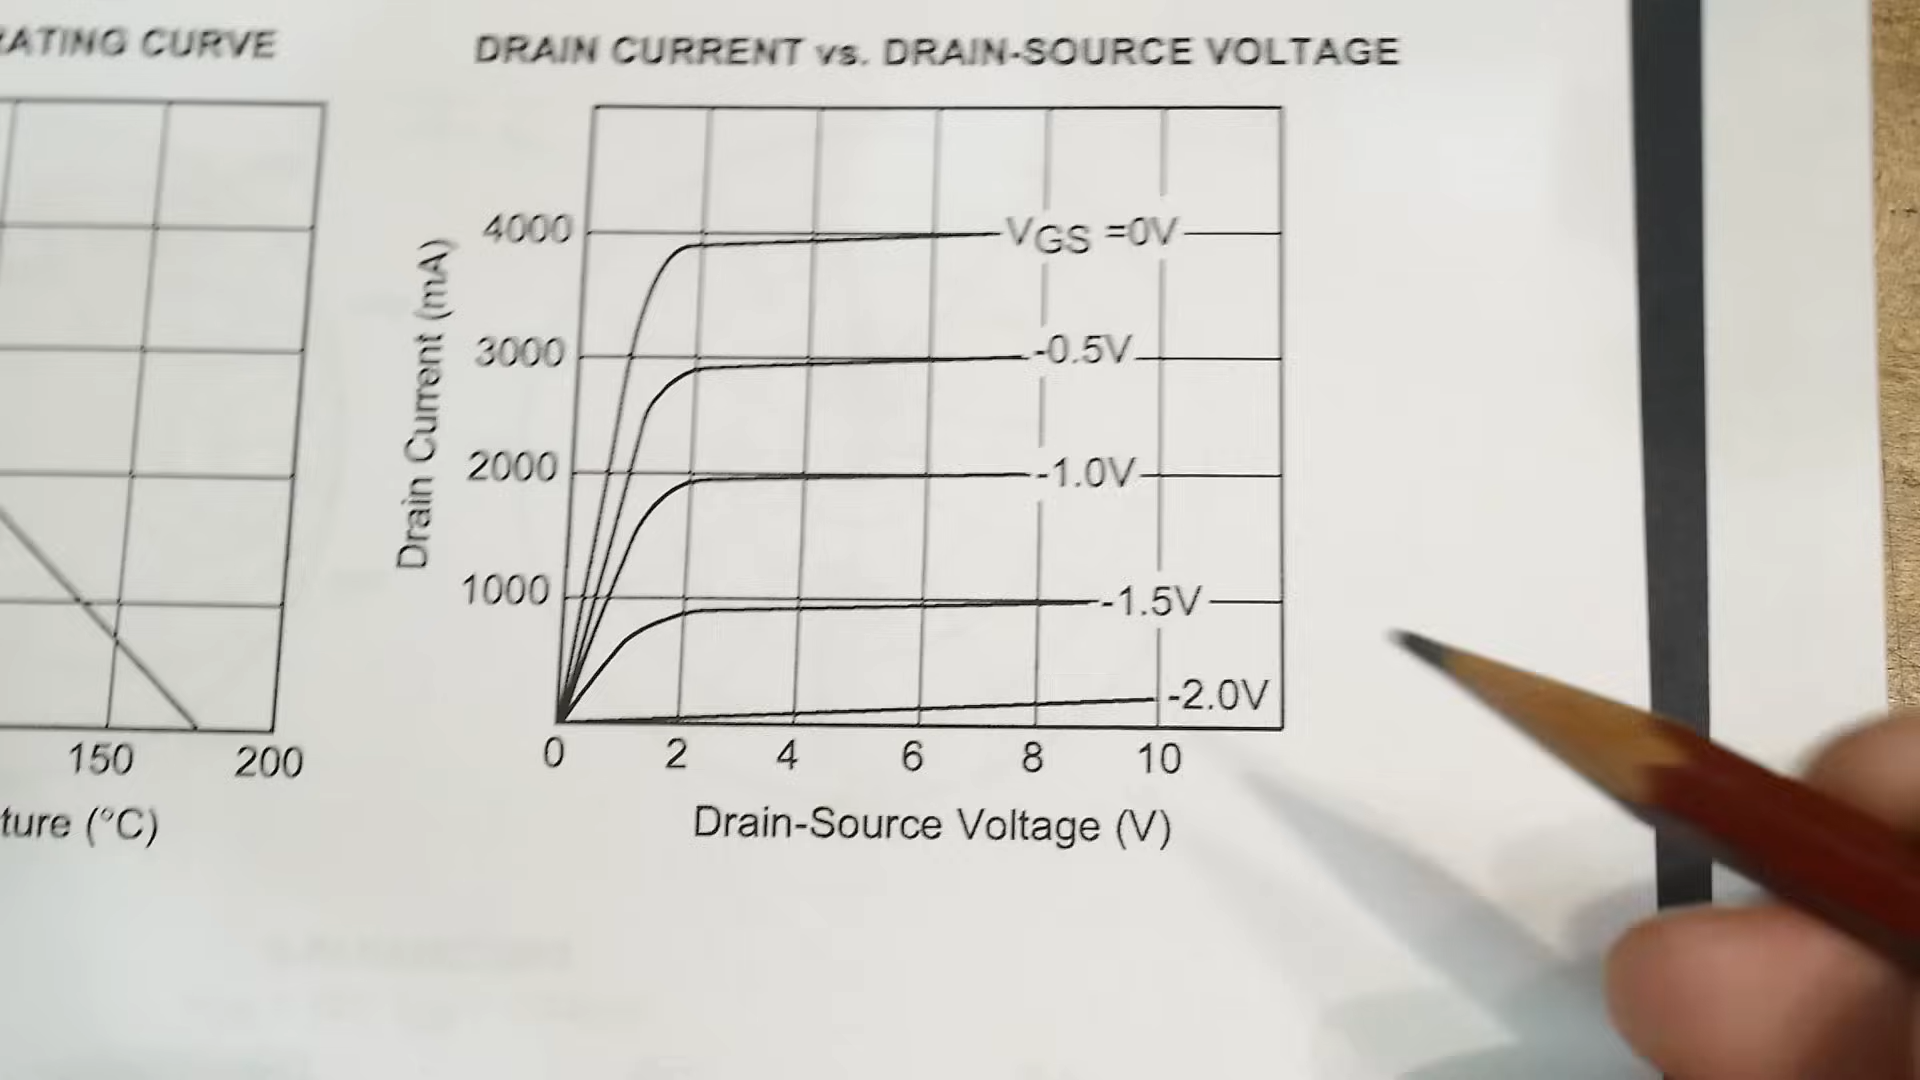 RATING CURVE
150 200
ture (°C)
DRAIN CURRENT vs. DRAIN-SOURCE VOLTAGE
Drain Current (mA)
4000
3000
2000
1000
VGS =0V
-0.5V
-1.0V
-1.5V
-2.0V
0 2 4 6 8 10
Drain-Source Voltage (V)